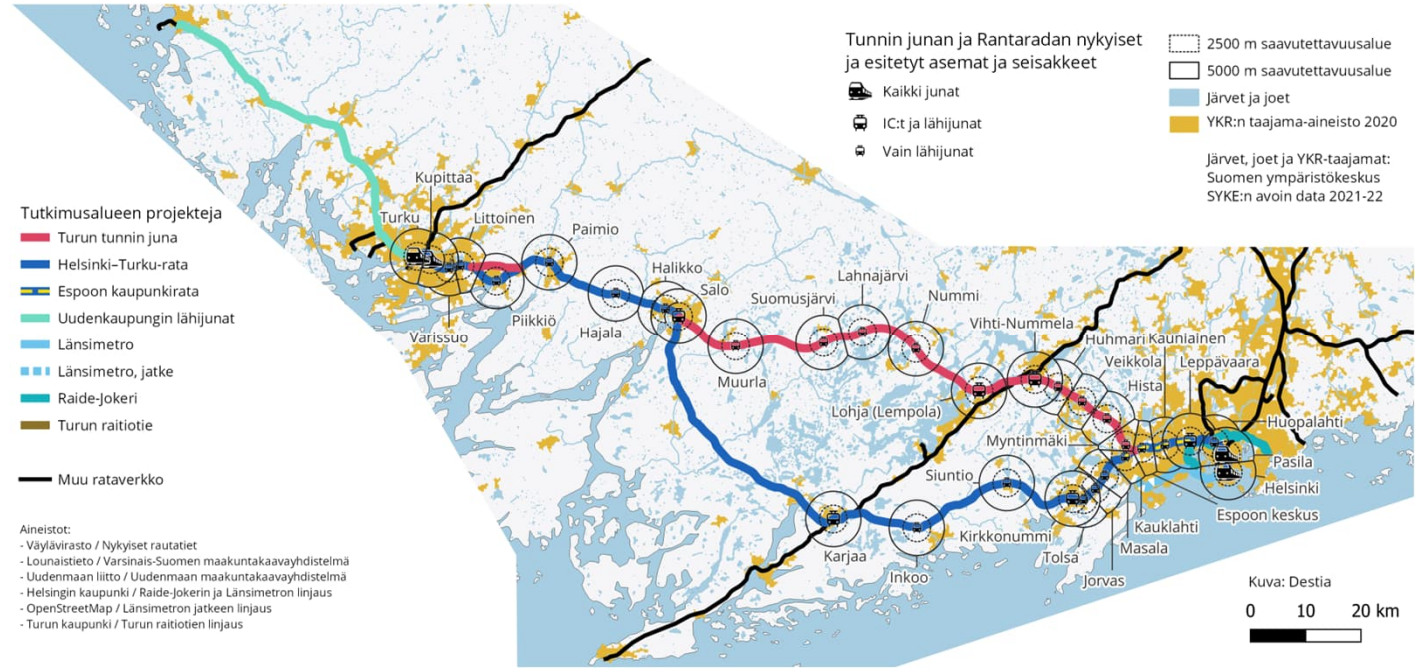 Tunnin junan ja Rantaradan nykyiset
ja esitetyt asemat ja seisakkeet
Kaikki junat
IC:t ja lähijunat
Vain lähijunat
2500 m saavutettavuusalue
5000 m saavutettavuusalue
Järvet ja joet
YKR:n taajama-aineisto 2020
Järvet, joet ja YKR-taajamat:
Suomen ympäristökeskus
SYKE:n avoin data 2021-22
Tutkimusalueen projekteja
Turun tunnin juna
Helsinki–Turku-rata
Espoon kaupunkirata
Uudenkaupungin lähijunat
Länsimetro
Länsimetro, jatke
Raide-Jokeri
Turun raitiotie
Muu rataverkko
Aineistot:
- Väylävirasto / Nykyiset rautatiet
- Lounaistieto / Varsinais-Suomen maakuntakaavayhdistelmä
- Uudenmaan liitto / Uudenmaan maakuntakaavayhdistelmä
- Helsingin kaupunki / Raide-Jokerin ja Länsimetron linjaus
- OpenStreetMap / Länsimetron jatkeen linjaus
- Turun kaupunki / Turun raitiotien linjaus
Kupittaa
Turku
Littoinen
Paimio
Varissuo
Piikkiö
Hajala
Halikko
Salo
Muurla
Suomusjärvi
Lahnajärvi
Nummi
Lohja (Lempola)
Vihti-Nummela
Huhmari
Kauniainen
Veikkola
Leppävaara
Hista
Huopalahti
Myntinmäki
Pasila
Helsinki
Espoon keskus
Siuntio
Kauklahti
Kirkkonummi
Masala
Tolsa
Jorvas
Karjaa
Inkoo
Kuva: Destia
0 10 20 km